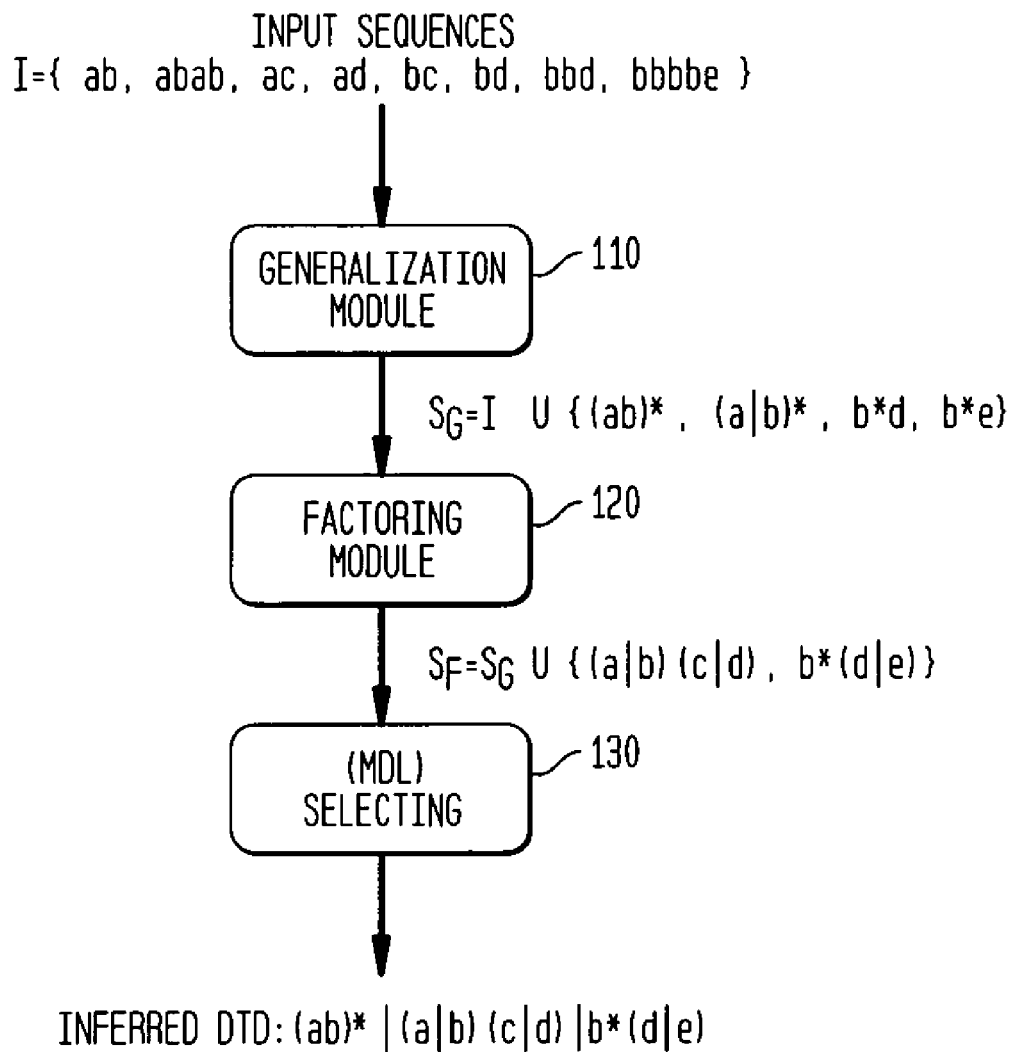 INPUT SEQUENCES
I={ ab, abab, ac, ad, bc, bd, bbd, bbbbe }
GENERALIZATION
MODULE
110
SG=I U {(ab)*, (a|b)*, b*d, b*e}
FACTORING
MODULE
120
SF=SG U {(a|b)(c|d), b*(d|e)}
(MDL)
SELECTING
130
INFERRED DTD: (ab)* |(a|b)(c|d)|b*(d|e)